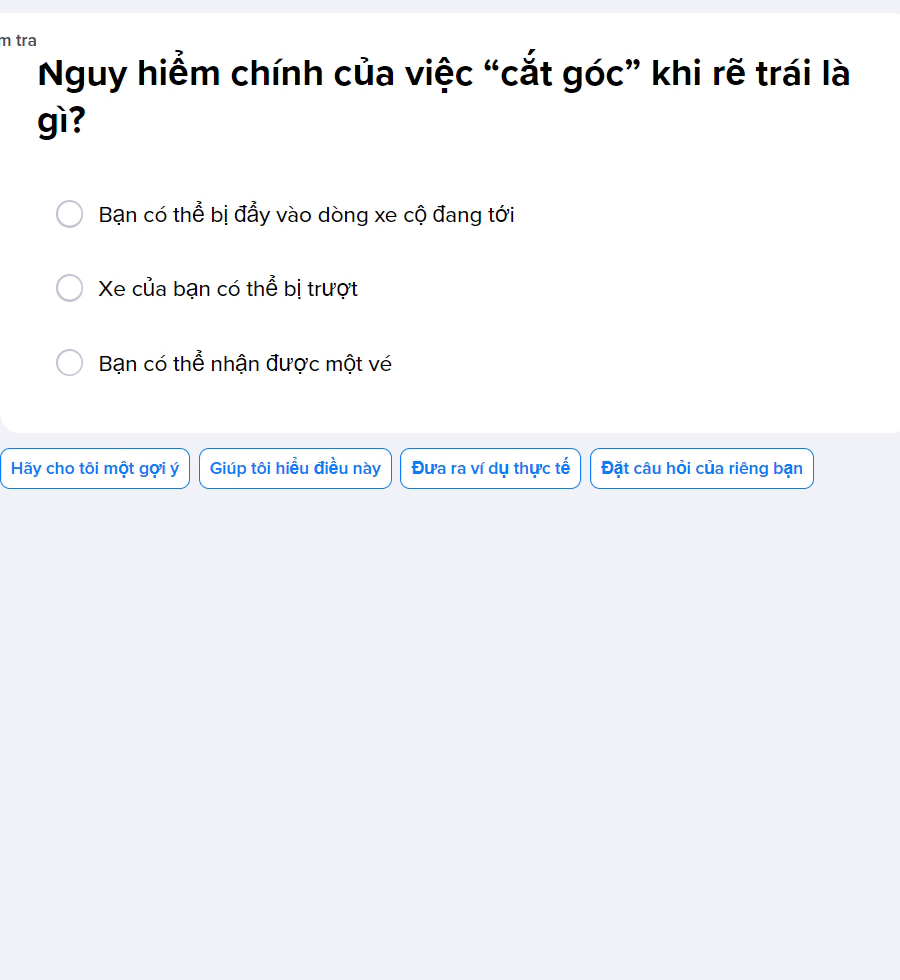 m tra
Nguy hiểm chính của việc “cắt góc” khi rẽ trái là
gì?
Bạn có thể bị đẩy vào dòng xe cộ đang tới
Xe của bạn có thể bị trượt
Bạn có thể nhận được một vé
Hãy cho tôi một gợi ý Giúp tôi hiểu điều này Đưa ra ví dụ thực tế Đặt câu hỏi của riêng bạn